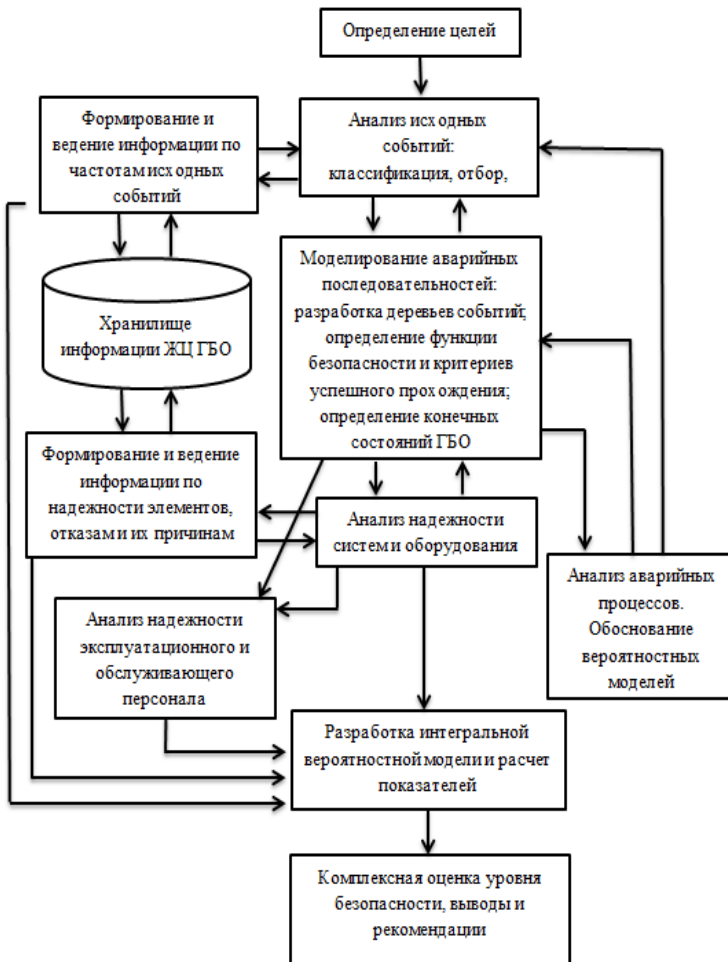 Определение целей
Формирование и
ведение информации по
частотам исходных
событий
Анализ исходных
событий:
классификация, отбор,
Моделирование аварийных
последовательностей:
разработка деревьев событий;
определение функции
безопасности и критериев
успешного прохождения;
определение конечных
состояний ГБО
Хранилище
информации ЖЦ ГБО
Формирование и ведение
информации по
надежности элементов,
отказам и их причинам
Анализ надежности
систем и оборудования
Анализ аварийных
процессов.
Обоснование
вероятностных
моделей
Анализ надежности
эксплуатационного и
обслуживающего
персонала
Разработка интегральной
вероятностной модели и расчет
показателей
Комплексная оценка уровня
безопасности, выводы и
рекомендации